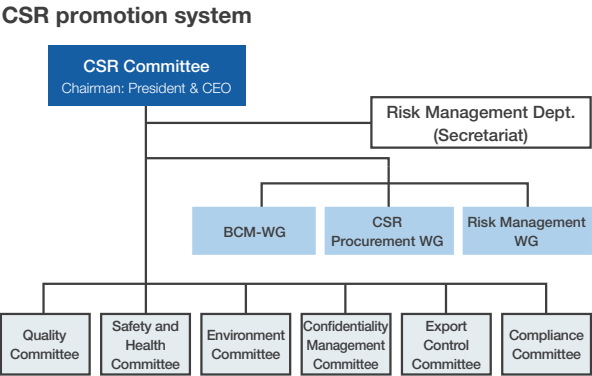 CSR promotion system
CSR Committee
Chairman: President & CEO
Risk Management Dept.
(Secretariat)
BCM-WG
CSR
Procurement WG
Risk Management
WG
Quality
Committee
Safety and
Health
Committee
Environment
Committee
Confidentiality
Management
Committee
Export
Control
Committee
Compliance
Committee